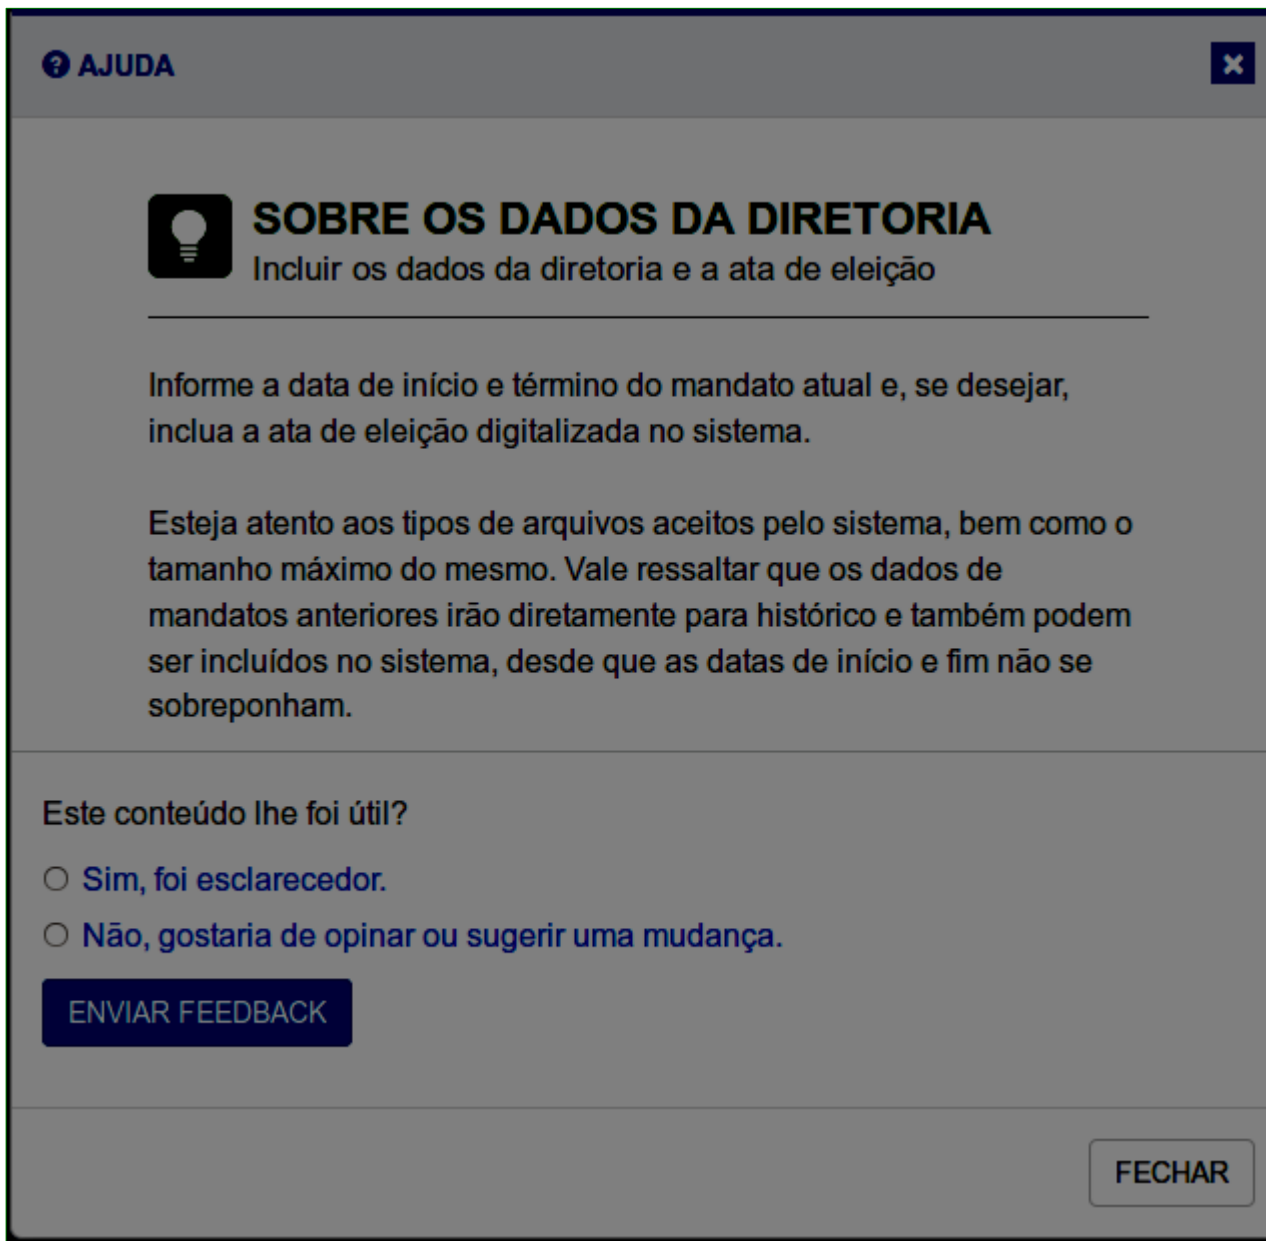 AJUDA
SOBRE OS DADOS DA DIRETORIA
Incluir os dados da diretoria e a ata de eleição
Informe a data de início e término do mandato atual e, se desejar,
inclua a ata de eleição digitalizada no sistema.
Esteja atento aos tipos de arquivos aceitos pelo sistema, bem como o
tamanho máximo do mesmo. Vale ressaltar que os dados de
mandatos anteriores irão diretamente para histórico e também podem
ser incluídos no sistema, desde que as datas de início e fim não se
sobreponham.
Este conteúdo lhe foi útil?
Sim, foi esclarecedor.
Não, gostaria de opinar ou sugerir uma mudança.
ENVIAR FEEDBACK
FECHAR